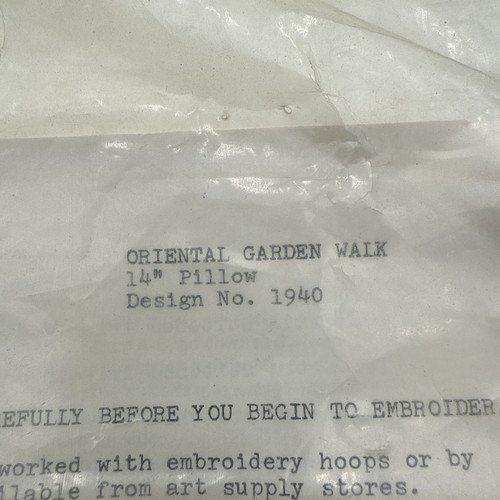 ORIENTAL GARDEN WALK
14" Pillow
Design No. 1940
EFULLY BEFORE YOU BEGIN TO EMBROIDER
worked with embroidery hoops or by
ilable from art supply stores.